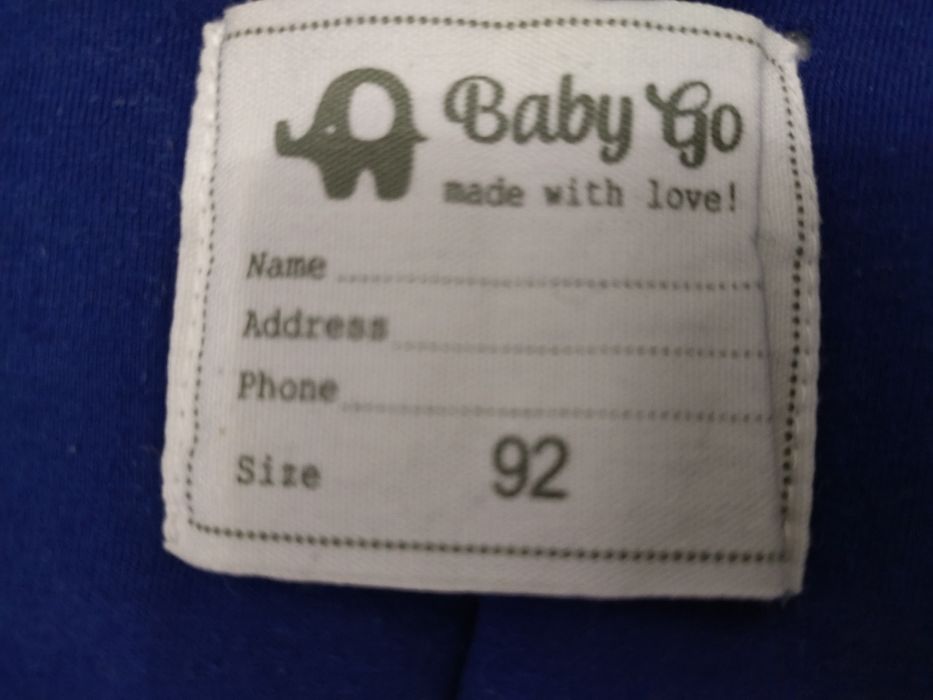 Baby Go
made with love!
Name
Address
Phone
Size 92